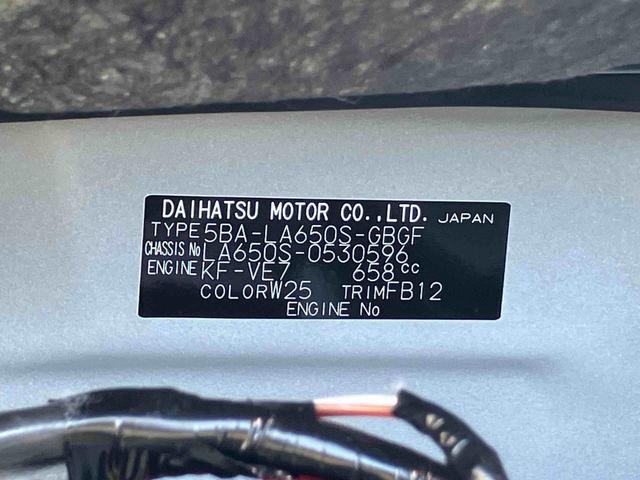 DAIHATSU MOTOR CO.,LTD. JAPAN
TYPE 5BA-LA650S-GBGF
CHASSIS No LA650S-0530596
ENGINE KF-VE7 658cc
COLOR W25 TRIM FB12
ENGINE No